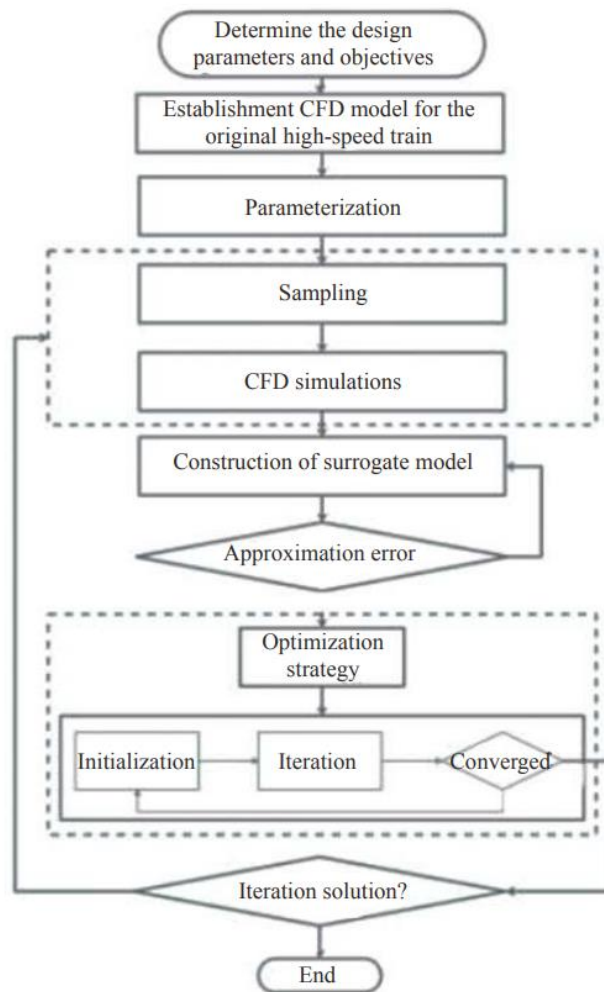 Determine the design
parameters and objectives
Establishment CFD model for the
original high-speed train
Parameterization
Sampling
CFD simulations
Construction of surrogate model
Approximation error
Optimization
strategy
Initialization
Iteration
Converged
Iteration solution?
End